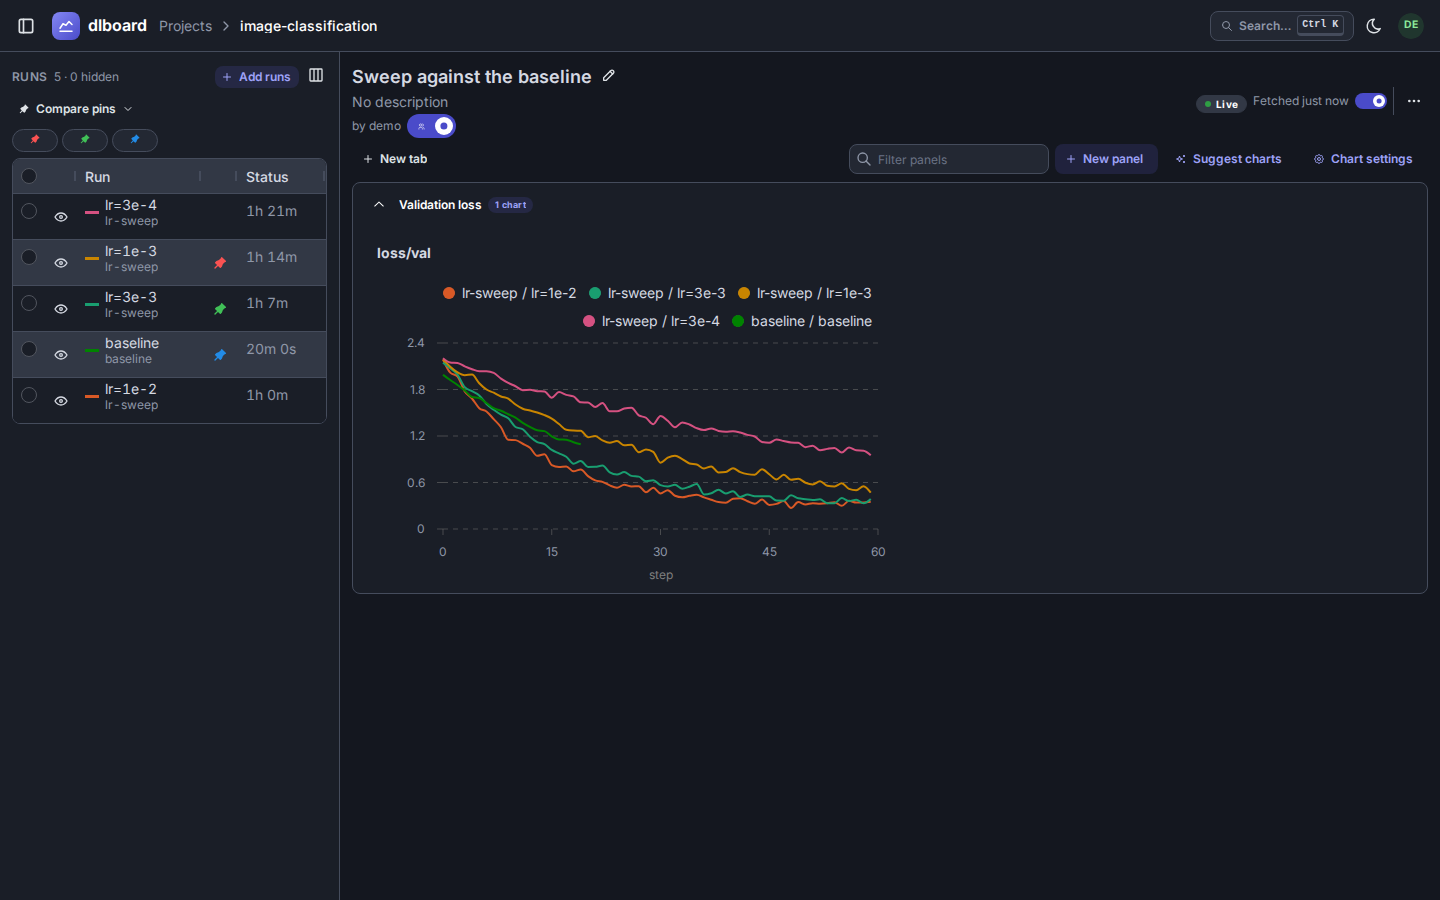 dlboard Projects image-classification Search... Ctrl K DE
RUNS 5 · 0 hidden Add runs
Compare pins
Run Status
lr=3e-4 1h 21m
lr-sweep
lr=1e-3 1h 14m
lr-sweep
lr=3e-3 1h 7m
lr-sweep
baseline 20m 0s
baseline
lr=1e-2 1h 0m
lr-sweep
Sweep against the baseline
No description
by demo
Live Fetched just now
New tab
Filter panels New panel Suggest charts Chart settings
Validation loss 1 chart
loss/val
lr-sweep / lr=1e-2 lr-sweep / lr=3e-3 lr-sweep / lr=1e-3
lr-sweep / lr=3e-4 baseline / baseline
2.4
1.8
1.2
0.6
0
0 15 30 45 60
step